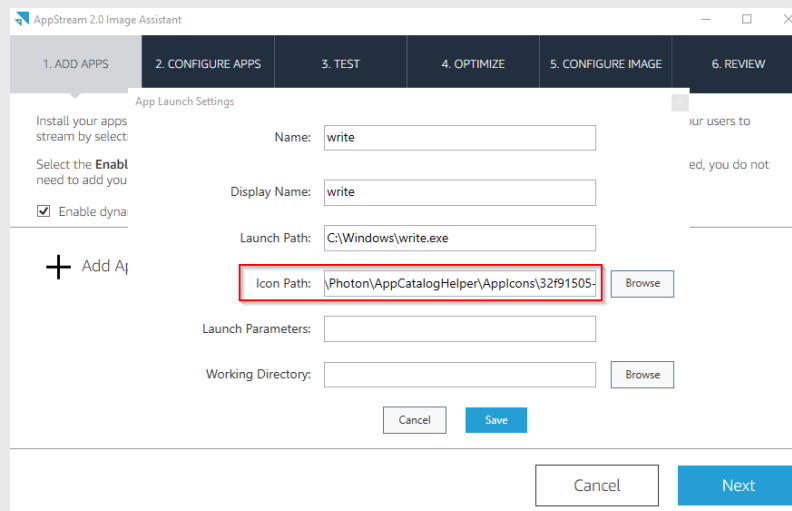 AppStream 2.0 Image Assistant
1. ADD APPS
2. CONFIGURE APPS
3. TEST
4. OPTIMIZE
5. CONFIGURE IMAGE
6. REVIEW
App Launch Settings
Install your apps
our users to
stream by selecti
Select the Enabl
ed, you do not
need to add you
Enable dyna
Add Ap
Name:
write
Display Name:
write
Launch Path:
C:\Windows\write.exe
Icon Path:
\Photon\AppCatalogHelper\AppIcons\32f91505-
Browse
Launch Parameters:
Working Directory:
Browse
Cancel
Save
Cancel
Next